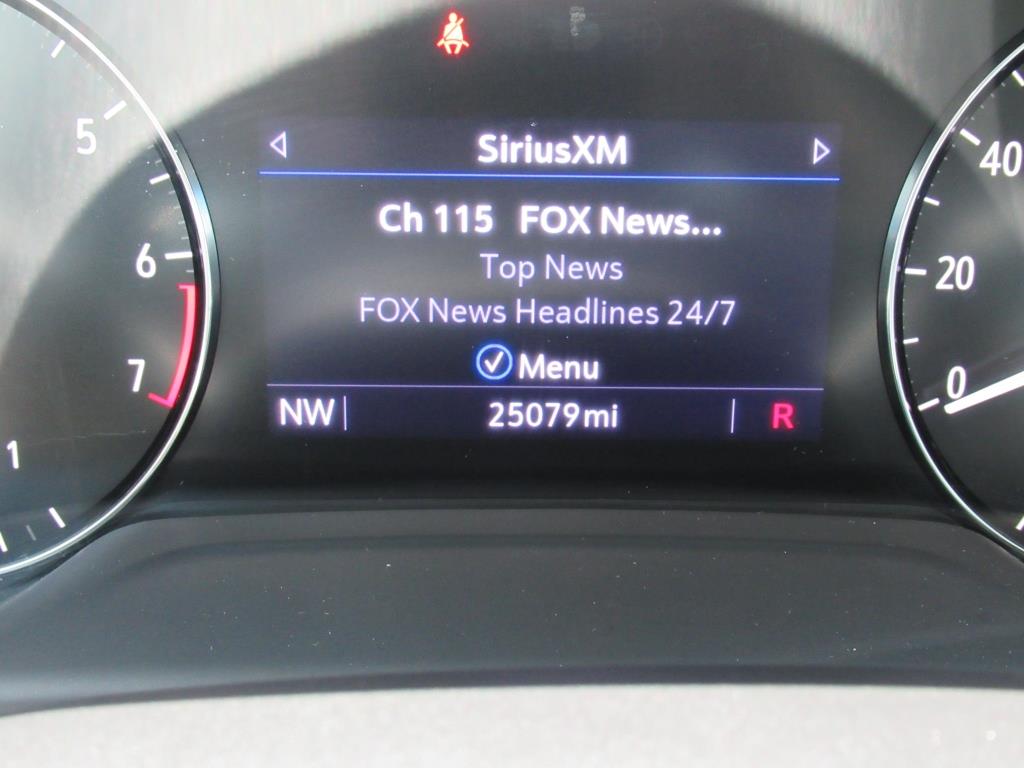 SiriusXM
Ch 115 FOX News...
Top News
FOX News Headlines 24/7
Menu
NW 25079mi R
5
6
7
1
40
20
0